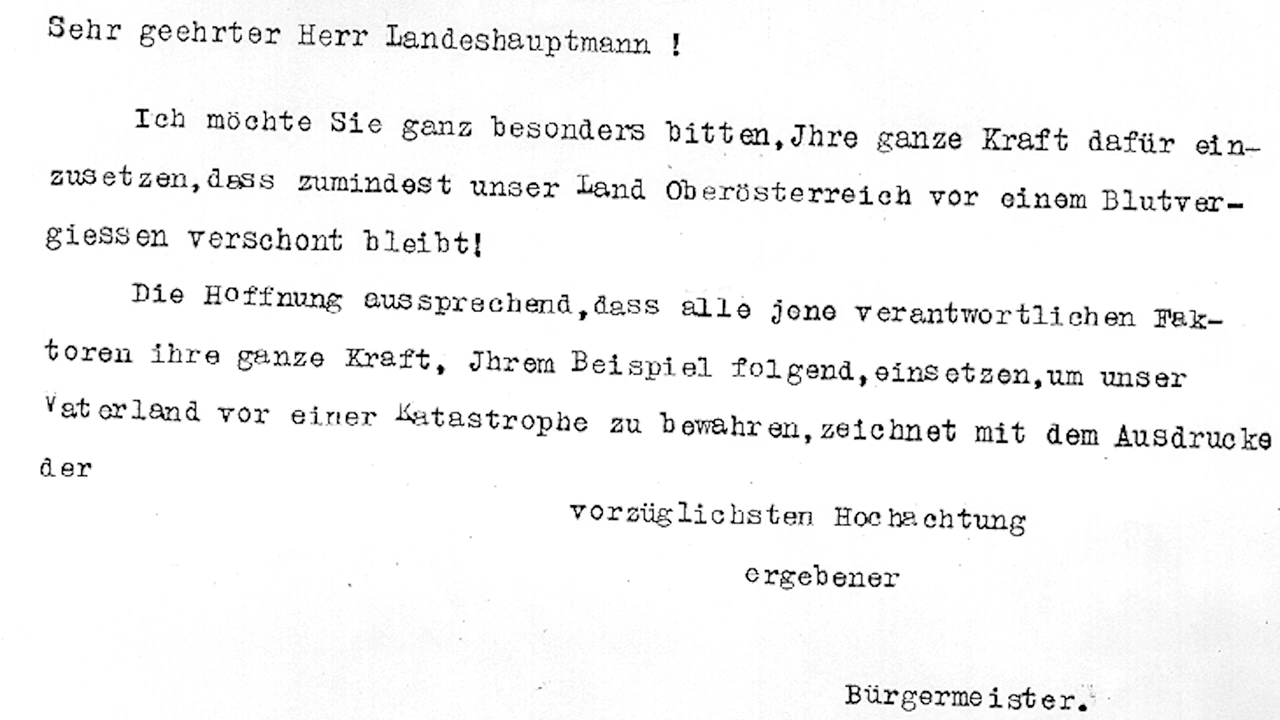 Sehr geehrter Herr Landeshauptmann !
Ich möchte Sie ganz besonders bitten,Jhre ganze Kraft dafür ein-
zusetzen,dass zumindest unser Land Oberösterreich vor einem Blutver-
giessen verschont bleibt!
Die Hoffnung aussprechend,dass alle jene verantwortlichen Fak-
toren ihre ganze Kraft, Jhrem Beispiel folgend,einsetzen,um unser
Vaterland vor einer Katastrophe zu bewahren,zeichnet mit dem Ausdrucke
der
vorzüglichsten Hochachtung
ergebener
Bürgermeister.